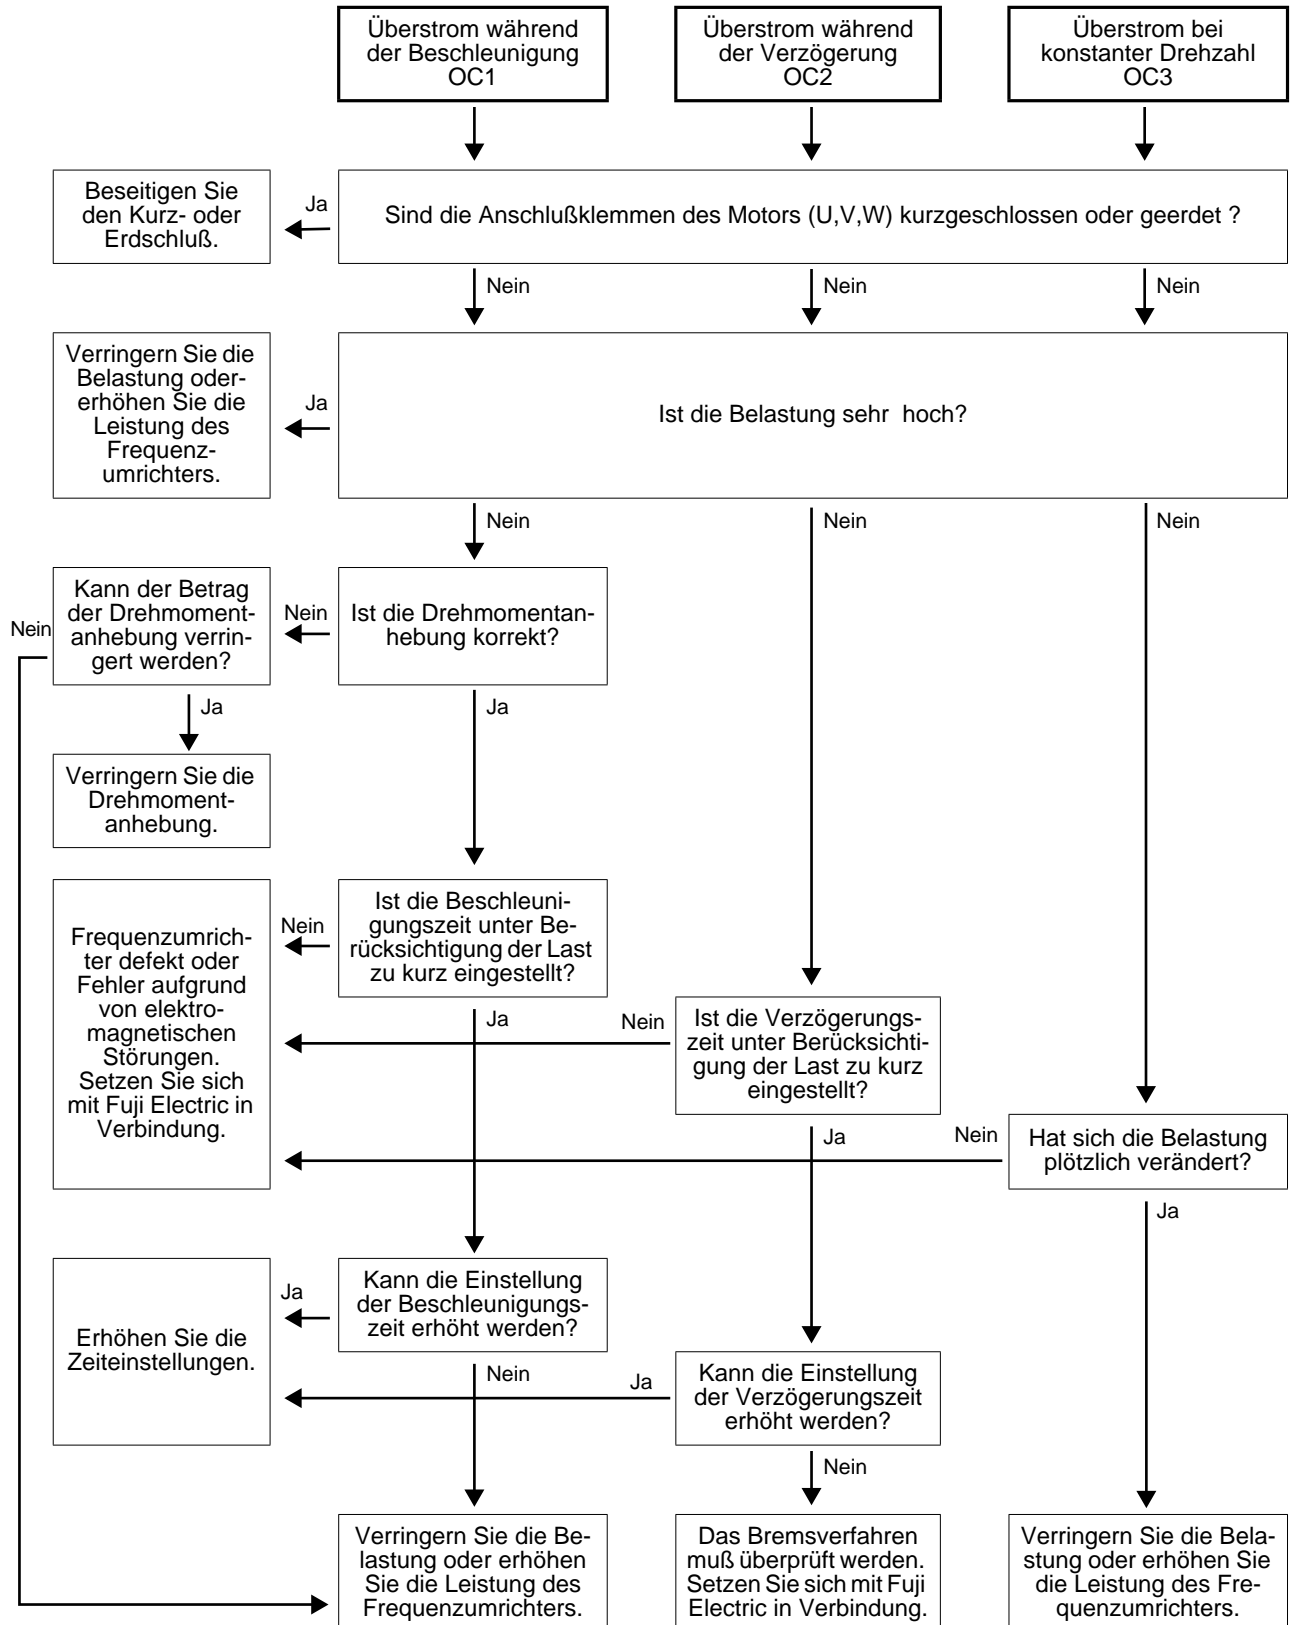 Überstrom während
der Beschleunigung
OC1
Überstrom während
der Verzögerung
OC2
Überstrom bei
konstanter Drehzahl
OC3
Beseitigen Sie
den Kurz- oder
Erdschluß.
Ja
Sind die Anschlußklemmen des Motors (U,V,W) kurzgeschlossen oder geerdet ?
Nein
Nein
Nein
Verringern Sie die
Belastung oder-
erhöhen Sie die
Leistung des
Frequenz-
umrichters.
Ja
Ist die Belastung sehr hoch?
Nein
Nein
Nein
Nein
Kann der Betrag
der Drehmoment-
anhebung verrin-
gert werden?
Nein
Ist die Drehmomentan-
hebung korrekt?
Ja
Ja
Verringern Sie die
Drehmoment-
anhebung.
Frequenzumrich-
ter defekt oder
Fehler aufgrund
von elektro-
magnetischen
Störungen.
Setzen Sie sich
mit Fuji Electric in
Verbindung.
Nein
Ist die Beschleuni-
gungszeit unter Be-
rücksichtigung der Last
zu kurz eingestellt?
Ja
Nein
Ist die Verzögerungs-
zeit unter Berücksichti-
gung der Last zu kurz
eingestellt?
Ja
Nein
Hat sich die Belastung
plötzlich verändert?
Ja
Erhöhen Sie die
Zeiteinstellungen.
Ja
Kann die Einstellung
der Beschleunigungs-
zeit erhöht werden?
Nein
Ja
Kann die Einstellung
der Verzögerungszeit
erhöht werden?
Nein
Verringern Sie die Be-
lastung oder erhöhen
Sie die Leistung des
Frequenzumrichters.
Das Bremsverfahren
muß überprüft werden.
Setzen Sie sich mit Fuji
Electric in Verbindung.
Verringern Sie die Bela-
stung oder erhöhen Sie
die Leistung des Fre-
quenzumrichters.